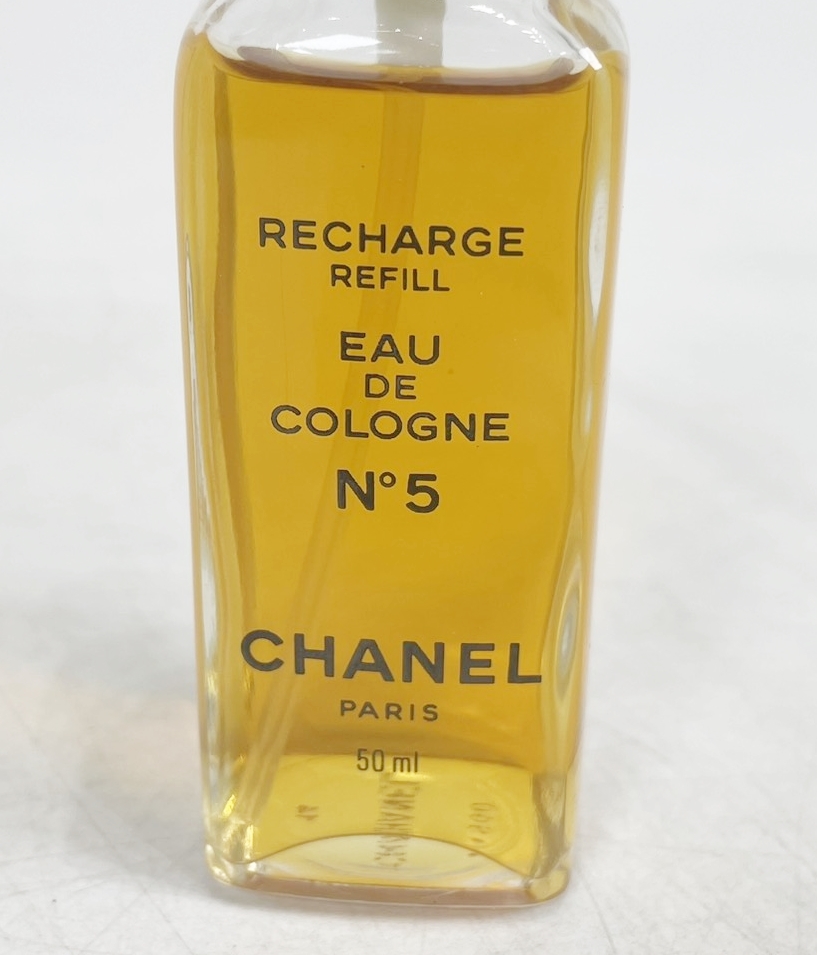 RECHARGE
REFILL
EAU
DE
COLOGNE
N°5
CHANEL
PARIS
50 ml